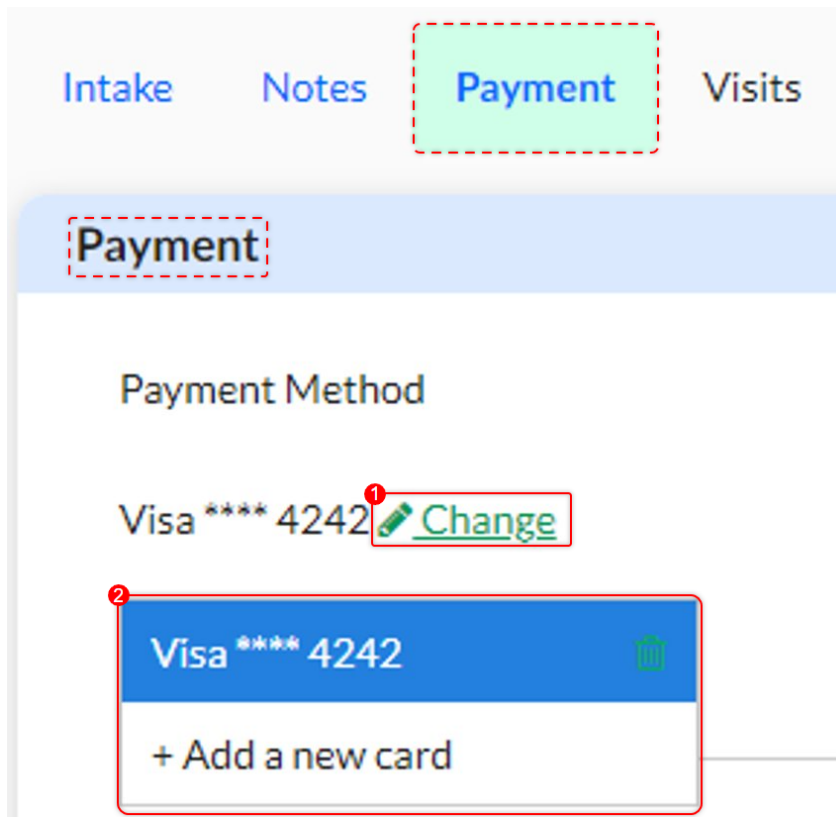 Intake Notes Payment Visits
Payment
Payment Method
1
Visa **** 4242 Change
2
Visa **** 4242
+ Add a new card